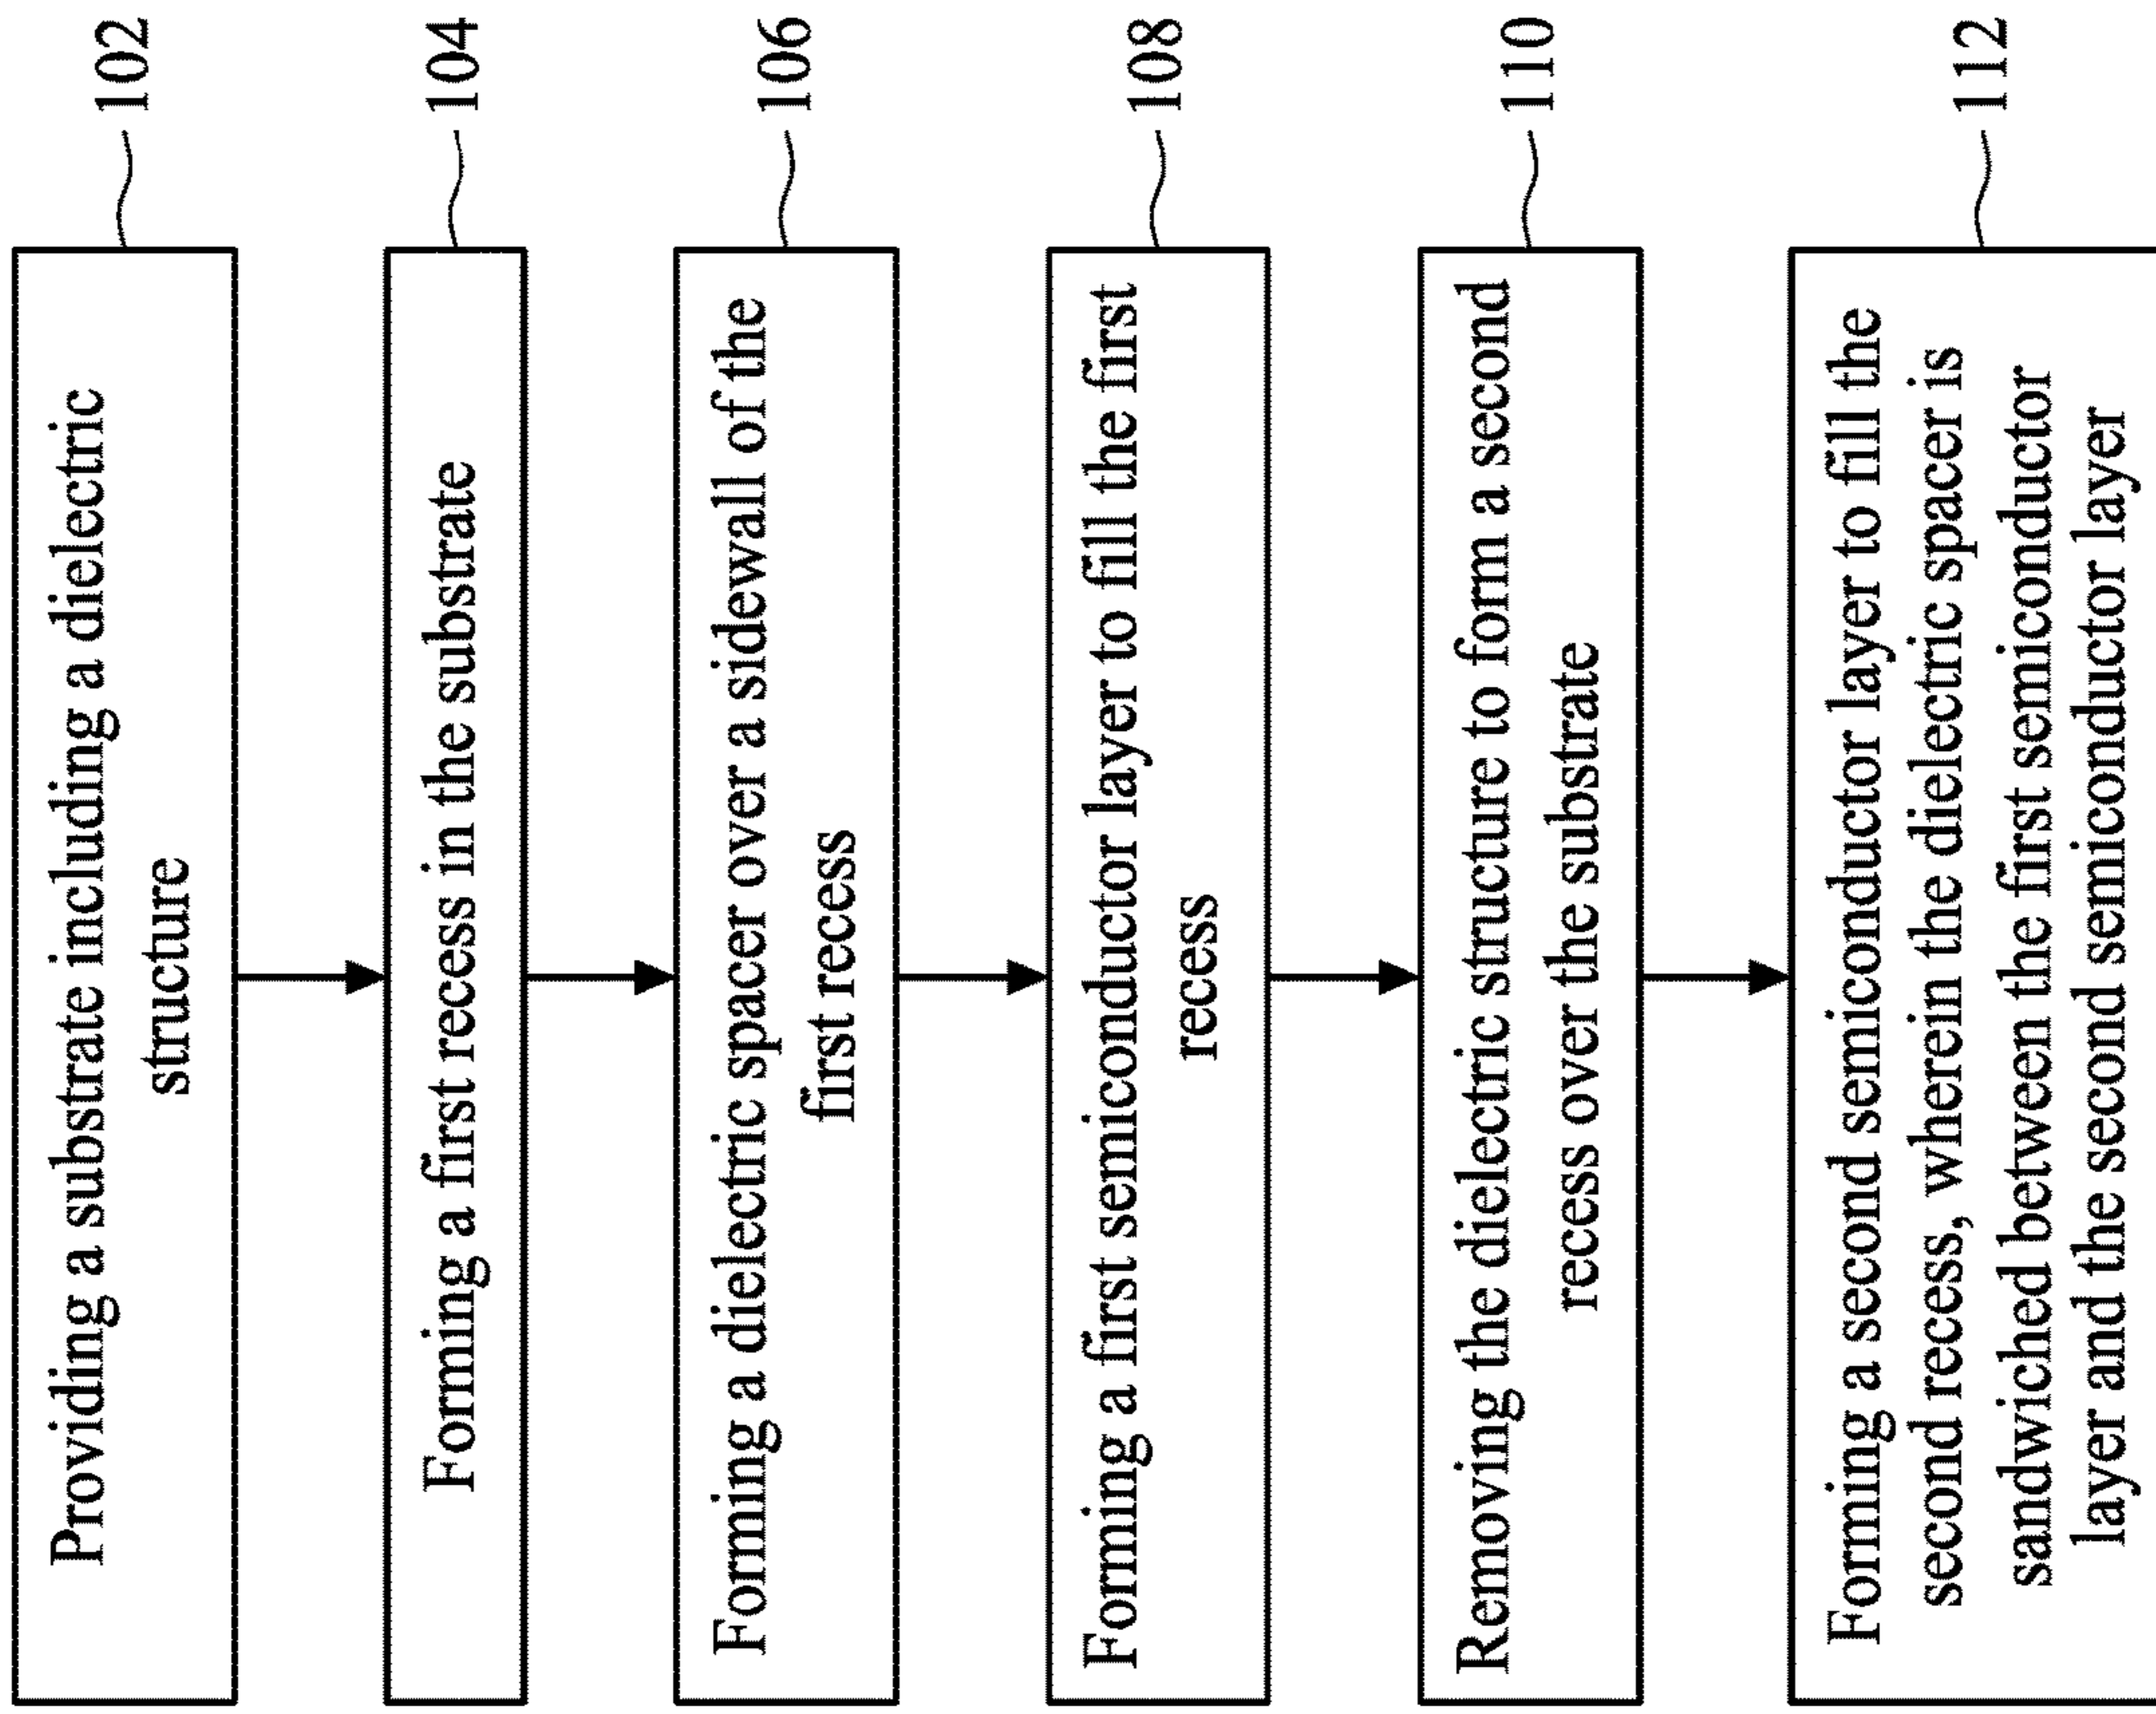 Providing a substrate including a dielectric
structure
102
Forming a first recess in the substrate
104
Forming a dielectric spacer over a sidewall of the
first recess
106
Forming a first semiconductor layer to fill the first
recess
108
Removing the dielectric structure to form a second
recess over the substrate
110
Forming a second semiconductor layer to fill the
second recess, wherein the dielectric spacer is
sandwiched between the first semiconductor
layer and the second semiconductor layer
112